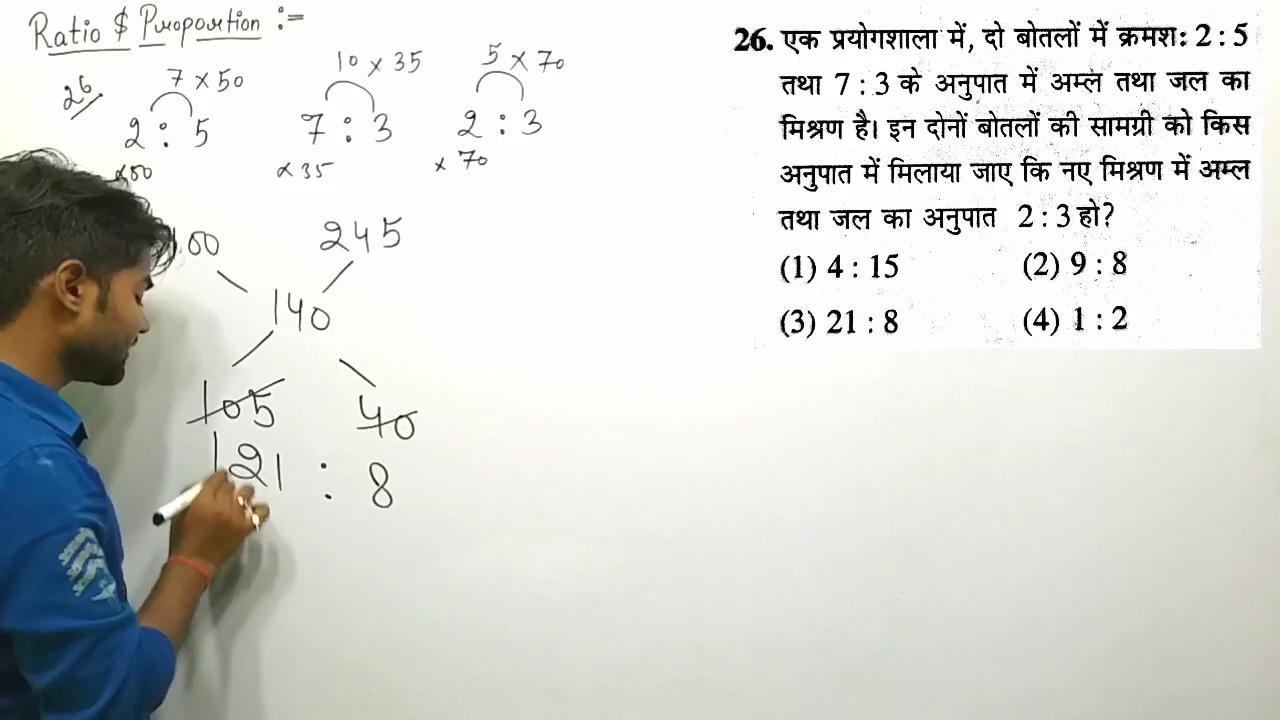 Ratio $ Proportion :=
26
7 × 50
10 × 35
5 × 70
2 : 5
7 : 3
2 : 3
×50
×35
× 70
100
245
140
105
40
21 : 8
26. एक प्रयोगशाला में, दो बोतलों में क्रमशः 2 : 5
तथा 7 : 3 के अनुपात में अम्ल तथा जल का
मिश्रण है। इन दोनों बोतलों की सामग्री को किस
अनुपात में मिलाया जाए कि नए मिश्रण में अम्ल
तथा जल का अनुपात 2 : 3 हो?
(1) 4 : 15 (2) 9 : 8
(3) 21 : 8 (4) 1 : 2